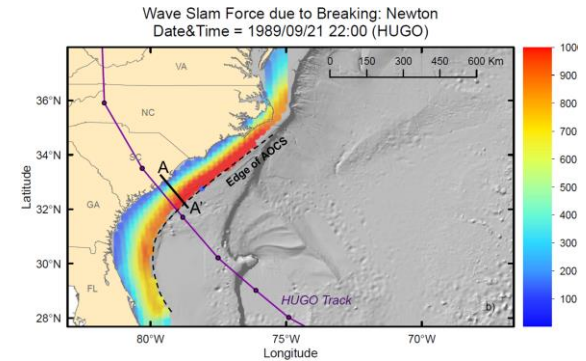 Wave Slam Force due to Breaking: Newton
Date&Time = 1989/09/21 22:00 (HUGO)
VA
NC
SC
GA
FL
A
A'
Edge of AOCS
HUGO Track
b)
0 150 300 450 600 Km
36°N
34°N
32°N
30°N
28°N
Latitude
80°W 75°W 70°W
Longitude
1000
900
800
700
600
500
400
300
200
100